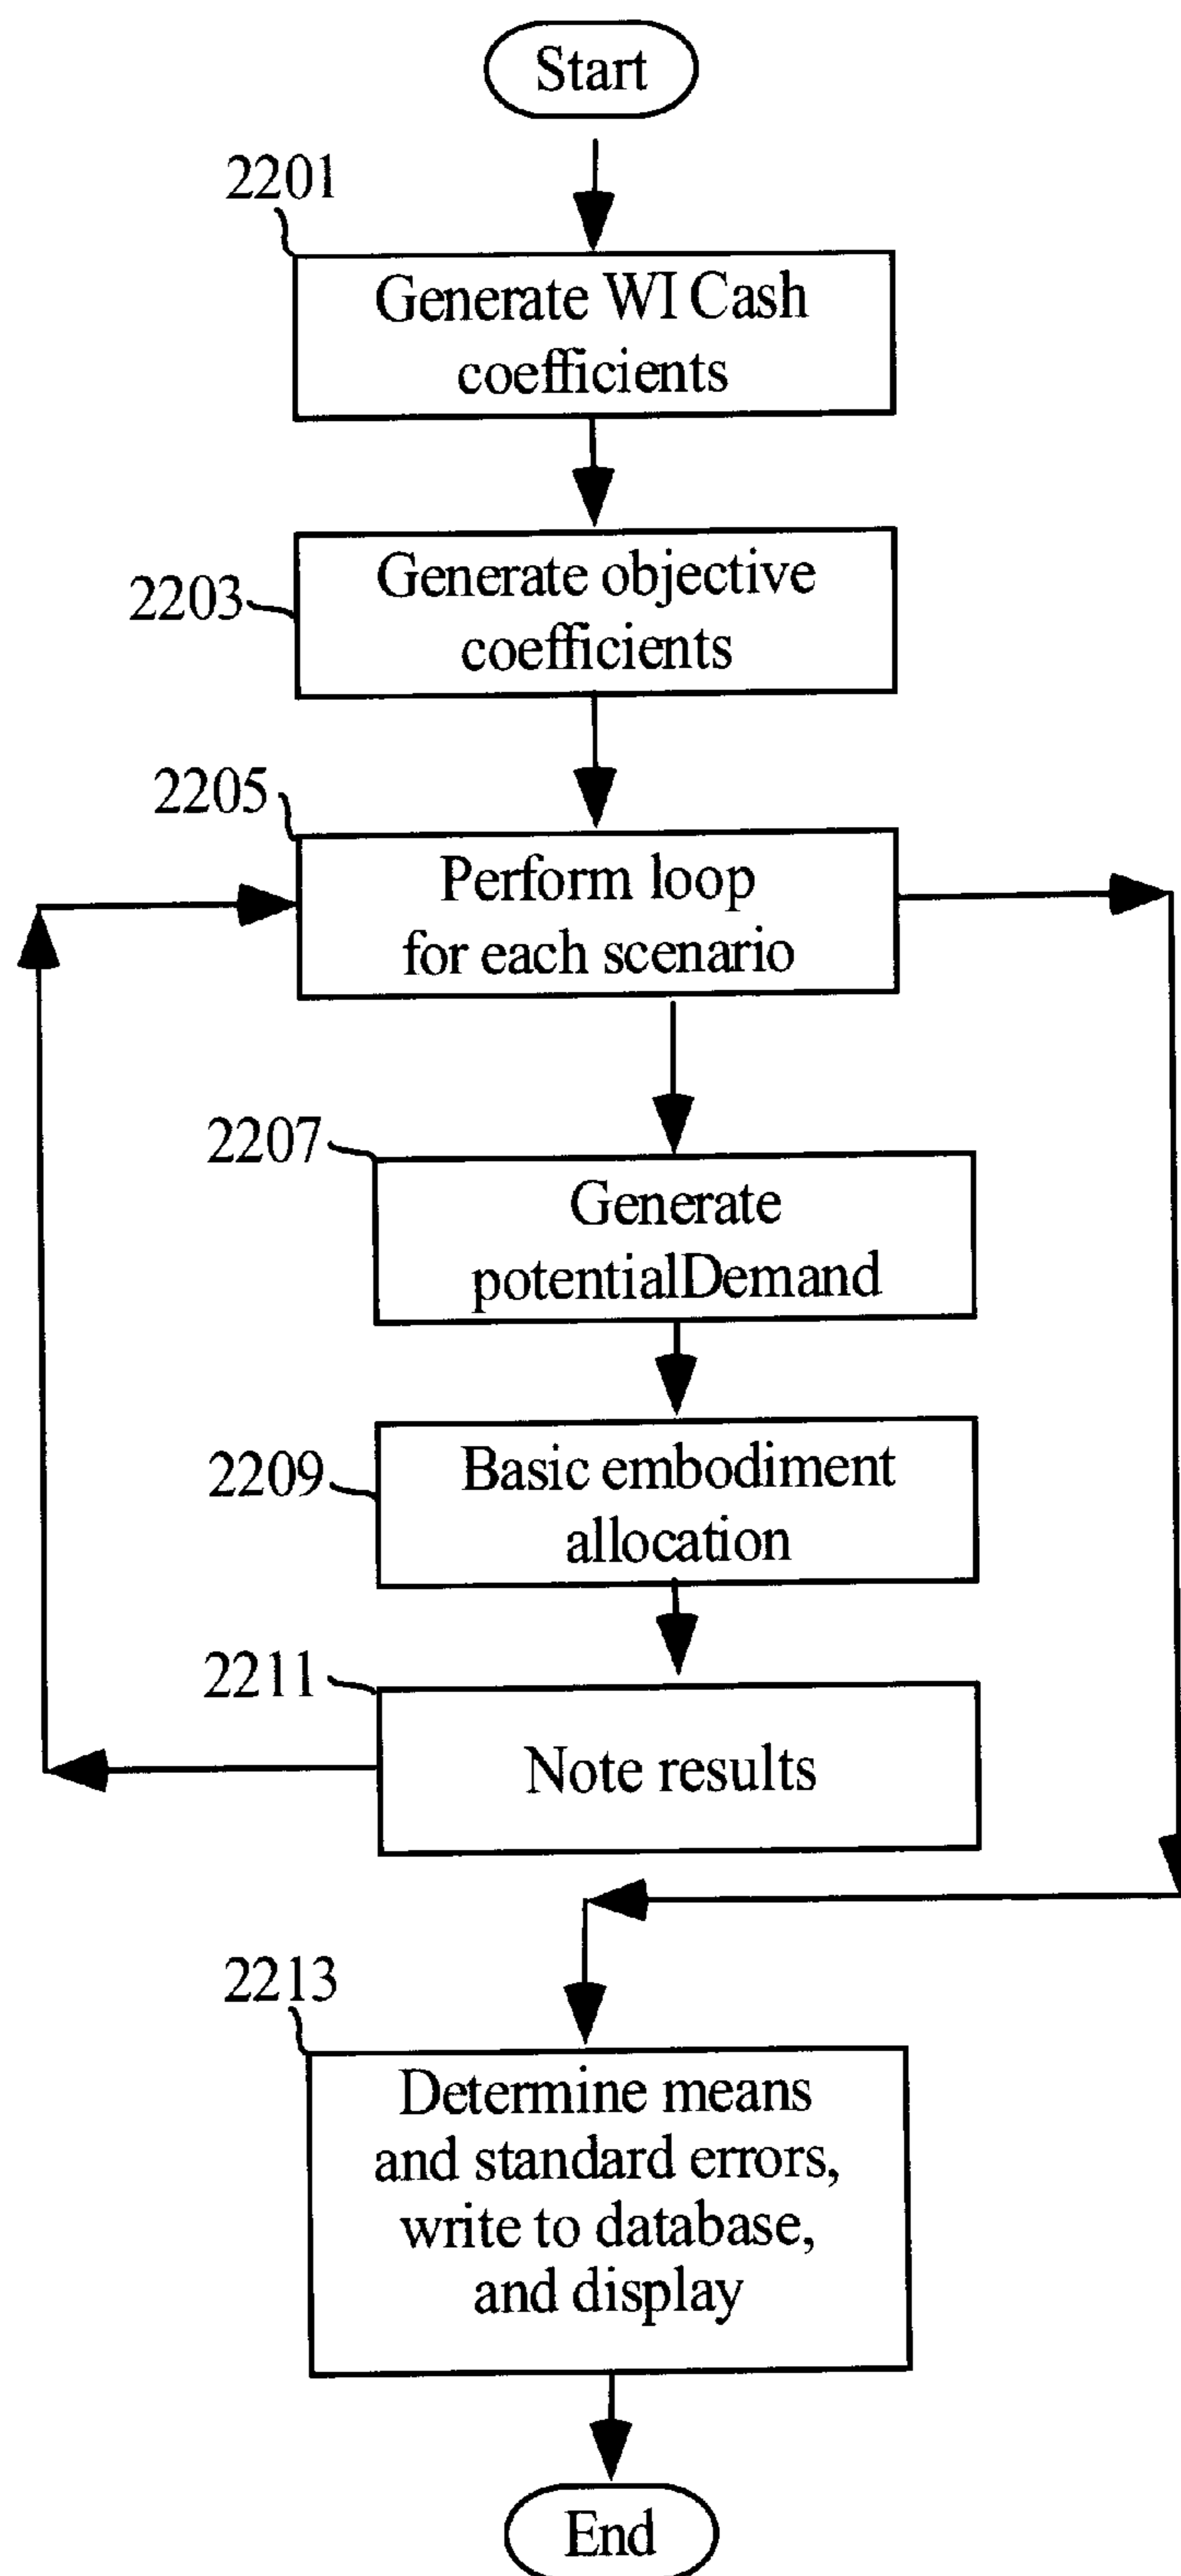 Start
2201
Generate WI Cash
coefficients
2203
Generate objective
coefficients
2205
Perform loop
for each scenario
2207
Generate
potentialDemand
2209
Basic embodiment
allocation
2211
Note results
2213
Determine means
and standard errors,
write to database,
and display
End